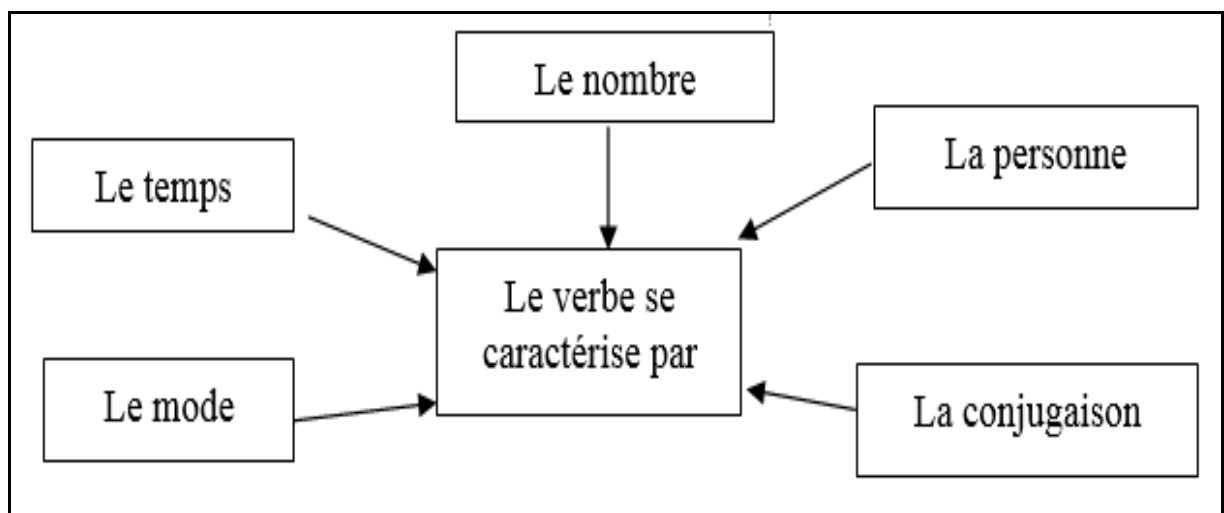 Le nombre
La personne
Le temps
Le verbe se
caractérise par
Le mode
La conjugaison